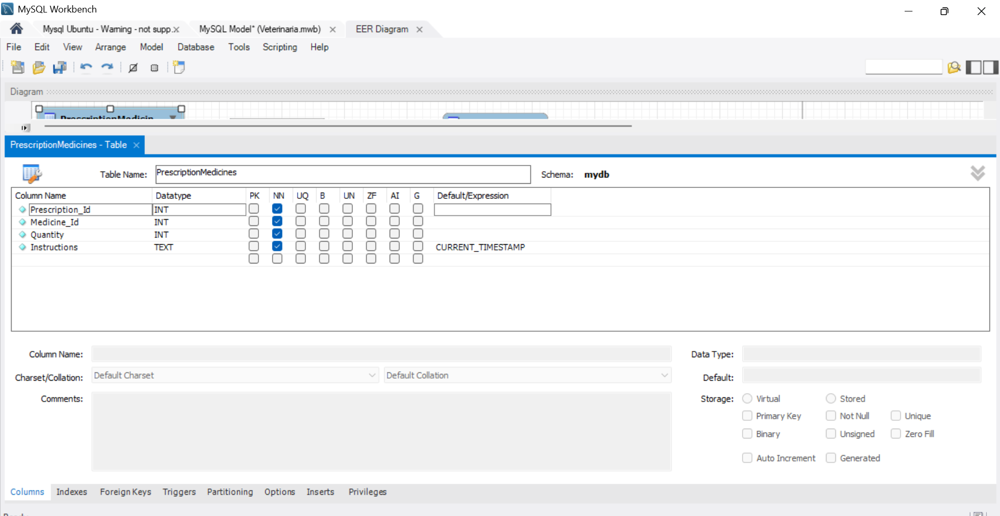 MySQL Workbench
Mysql Ubuntu - Warning - not supp. MySQL Model* (Veterinaria.mwb) EER Diagram
File Edit View Arrange Model Database Tools Scripting Help
Diagram
PrescriptionMedicin
PrescriptionMedicines - Table
Table Name: PrescriptionMedicines Schema: mydb
Column Name Datatype PK NN UQ B UN ZF AI G Default/Expression
Prescription_Id INT
Medicine_Id INT
Quantity INT
Instructions TEXT CURRENT_TIMESTAMP
Column Name: Data Type:
Charset/Collation: Default Charset Default Collation Default:
Comments: Storage: Virtual Stored
Primary Key Not Null Unique
Binary Unsigned Zero Fill
Auto Increment Generated
Columns Indexes Foreign Keys Triggers Partitioning Options Inserts Privileges